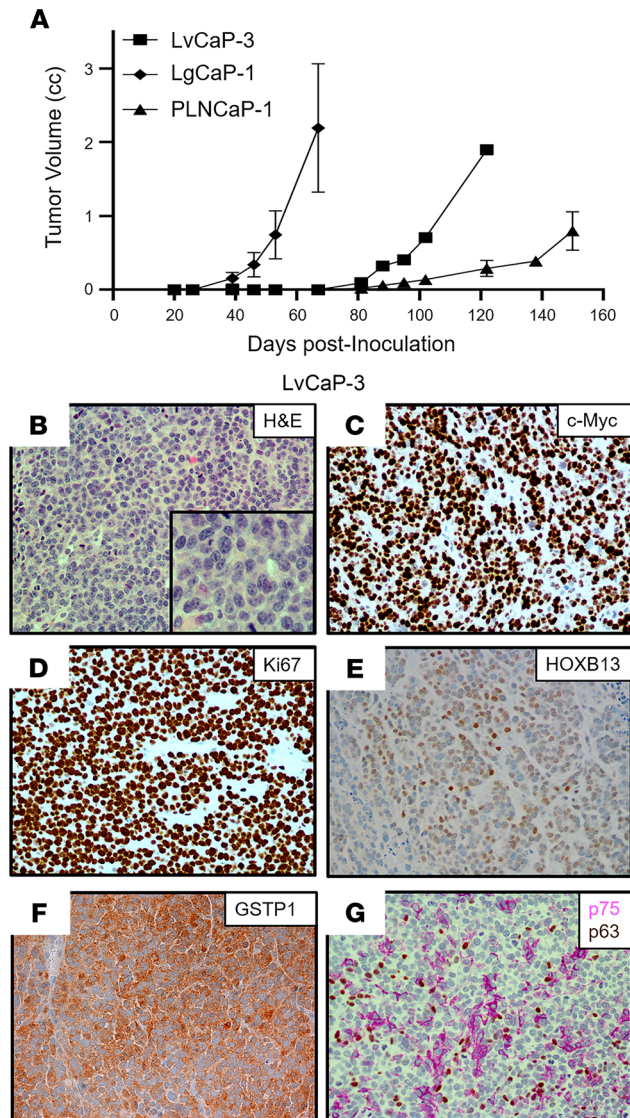 A
LvCaP-3
LgCaP-1
PLNCaP-1
Tumor Volume (cc)
3
2
1
0
0 20 40 60 80 100 120 140 160
Days post-Inoculation
LvCaP-3
B H&E
C c-Myc
D Ki67
E HOXB13
F GSTP1
G p75
p63